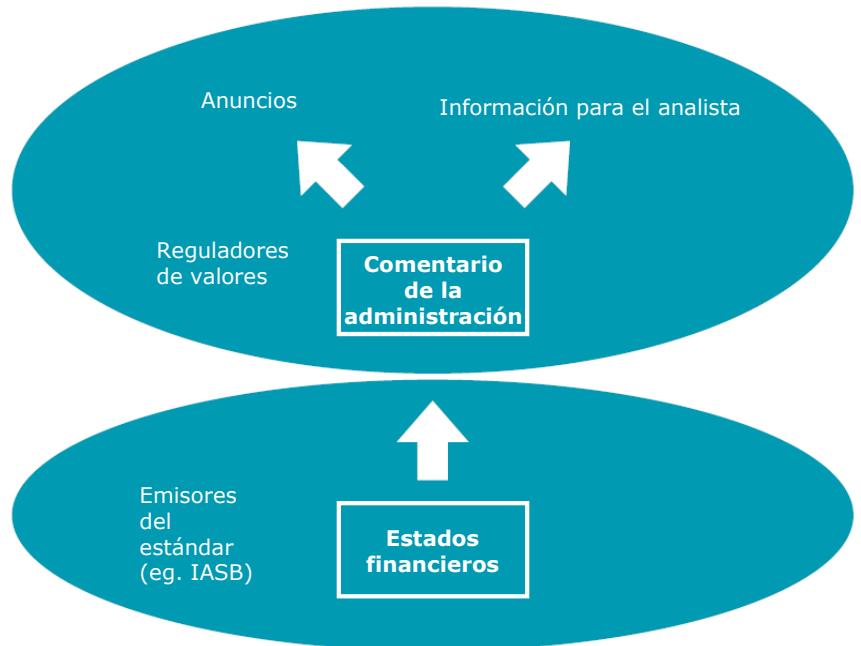 Anuncios
Información para el analista
Reguladores
de valores
Comentario
de la
administración
Emisores
del
estándar
(eg. IASB)
Estados
financieros